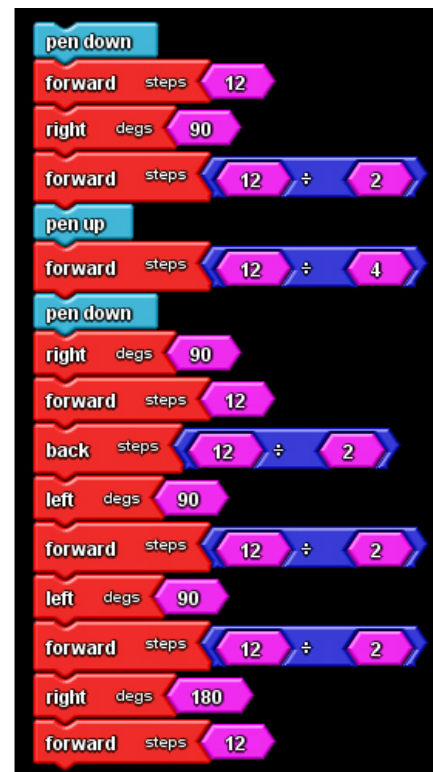 pen down
forward steps 12
right degs 90
forward steps 12 ÷ 2
pen up
forward steps 12 ÷ 4
pen down
right degs 90
forward steps 12
back steps 12 ÷ 2
left degs 90
forward steps 12 ÷ 2
left degs 90
forward steps 12 ÷ 2
right degs 180
forward steps 12